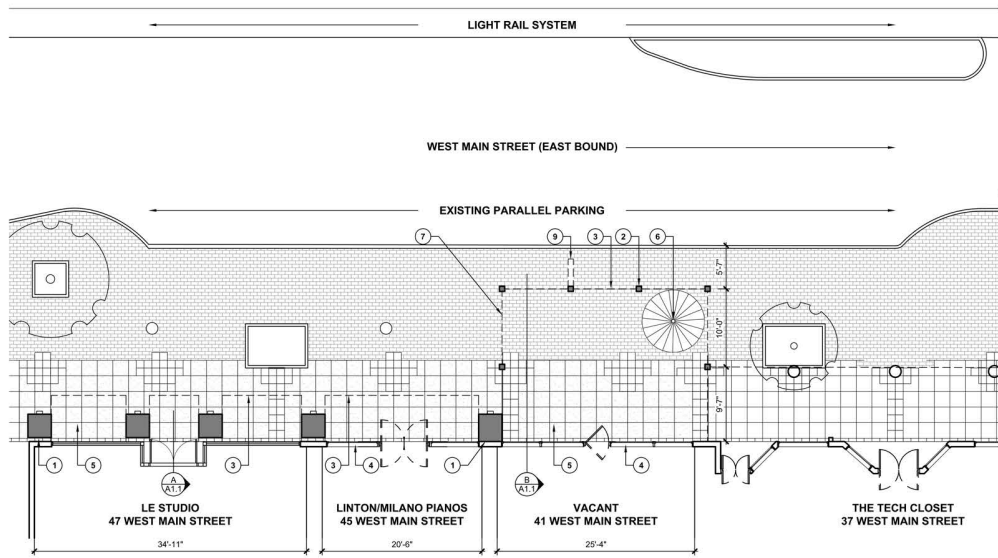 LIGHT RAIL SYSTEM
WEST MAIN STREET (EAST BOUND)
EXISTING PARALLEL PARKING
7
9
3
2
6
5'-7"
10'-0"
9'-7"
1
5
3
3
4
1
5
4
A
A1.1
B
A1.1
LE STUDIO
47 WEST MAIN STREET
LINTON/MILANO PIANOS
45 WEST MAIN STREET
VACANT
41 WEST MAIN STREET
THE TECH CLOSET
37 WEST MAIN STREET
34'-11"
20'-6"
25'-4"